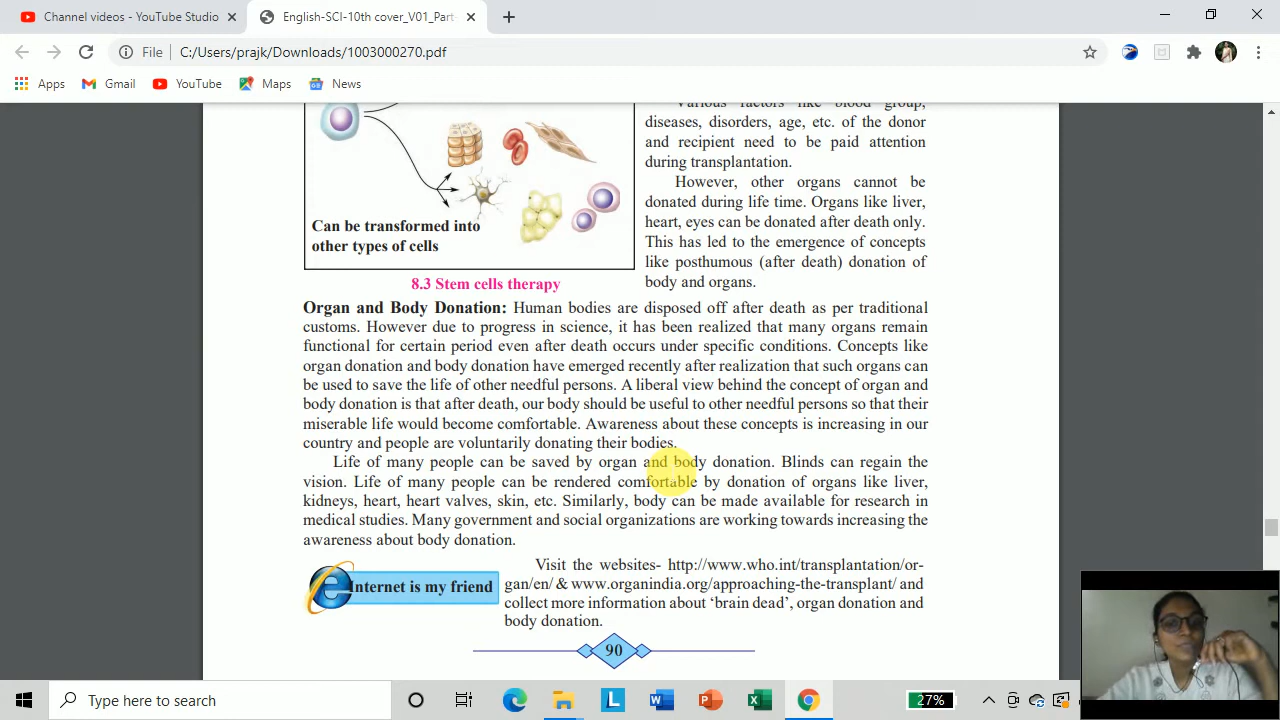 Channel videos - YouTube Studio
English-SCI-10th cover_V01_Part-
File
C:/Users/prajk/Downloads/1003000270.pdf
Apps
Gmail
YouTube
Maps
News
Various factors like blood group,
diseases, disorders, age, etc. of the donor
and recipient need to be paid attention
during transplantation.
However, other organs cannot be
donated during life time. Organs like liver,
heart, eyes can be donated after death only.
This has led to the emergence of concepts
like posthumous (after death) donation of
body and organs.
Can be transformed into
other types of cells
8.3 Stem cells therapy
Organ and Body Donation: Human bodies are disposed off after death as per traditional
customs. However due to progress in science, it has been realized that many organs remain
functional for certain period even after death occurs under specific conditions. Concepts like
organ donation and body donation have emerged recently after realization that such organs can
be used to save the life of other needful persons. A liberal view behind the concept of organ and
body donation is that after death, our body should be useful to other needful persons so that their
miserable life would become comfortable. Awareness about these concepts is increasing in our
country and people are voluntarily donating their bodies.
Life of many people can be saved by organ and body donation. Blinds can regain the
vision. Life of many people can be rendered comfortable by donation of organs like liver,
kidneys, heart, heart valves, skin, etc. Similarly, body can be made available for research in
medical studies. Many government and social organizations are working towards increasing the
awareness about body donation.
Internet is my friend
Visit the websites- http://www.who.int/transplantation/or-
gan/en/ & www.organindia.org/approaching-the-transplant/ and
collect more information about ‘brain dead’, organ donation and
body donation.
90
Type here to search
27%